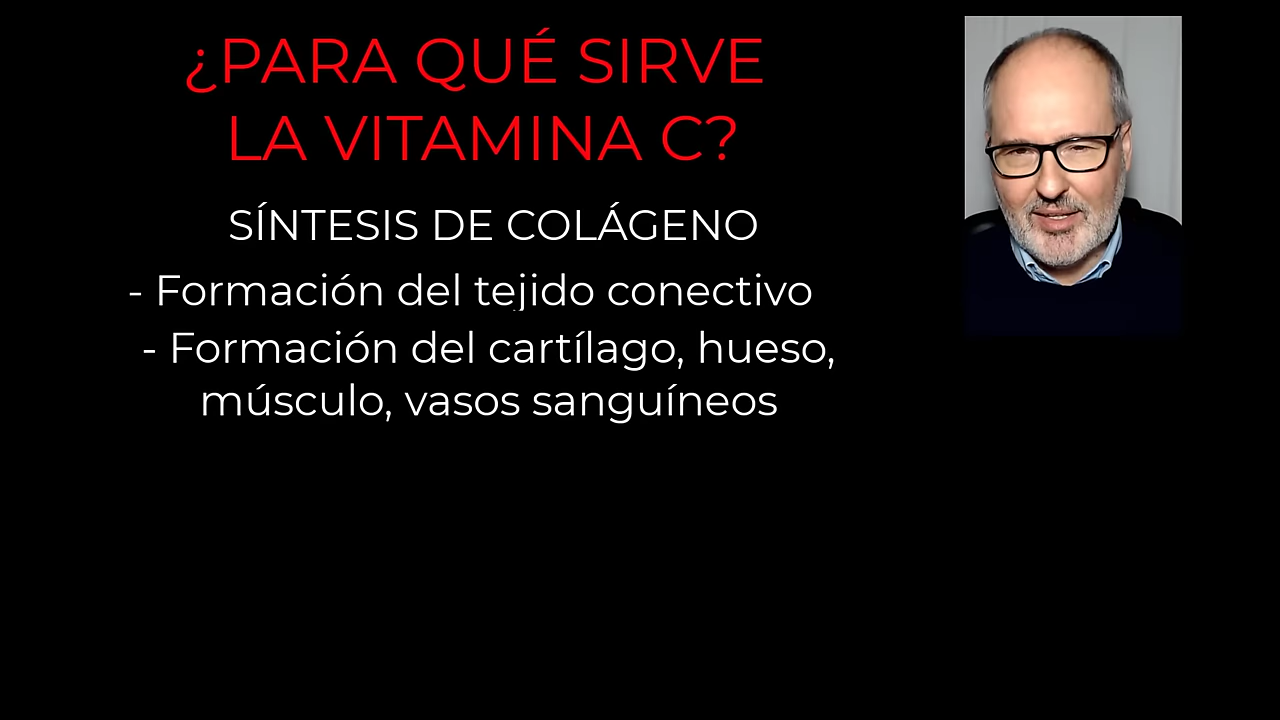 ¿PARA QUÉ SIRVE
LA VITAMINA C?
SÍNTESIS DE COLÁGENO
- Formación del tejido conectivo
- Formación del cartílago, hueso,
músculo, vasos sanguíneos